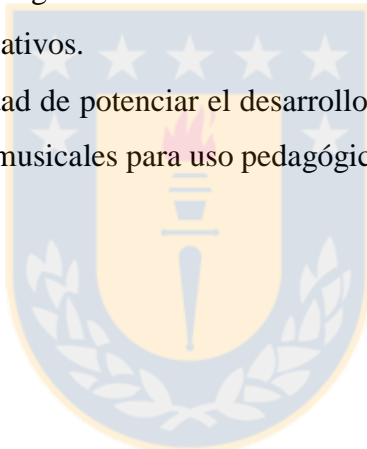 ativos.
ad de potenciar el desarrollo
musicales para uso pedagógic